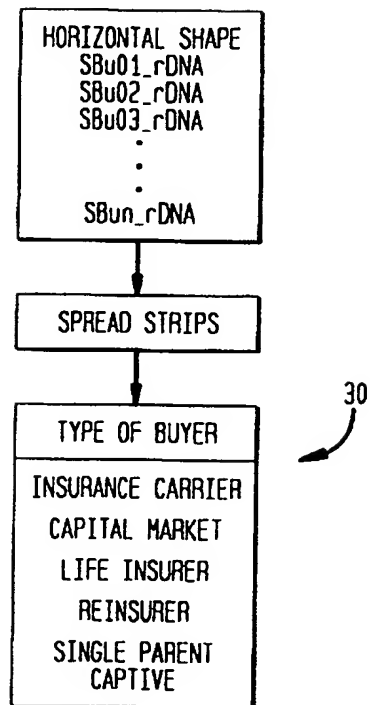 HORIZONTAL SHAPE
SBu01_rDNA
SBu02_rDNA
SBu03_rDNA
.
.
.
SBun_rDNA
SPREAD STRIPS
TYPE OF BUYER
30
INSURANCE CARRIER
CAPITAL MARKET
LIFE INSURER
REINSURER
SINGLE PARENT
CAPTIVE